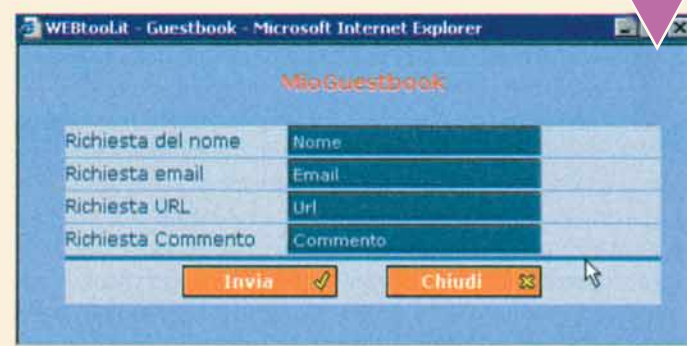 WEBtool.it - Guestbook - Microsoft Internet Explorer
MioGuestbook
Richiesta del nome Nome
Richiesta email Email
Richiesta URL Url
Richiesta Commento Commento
Invia Chiudi